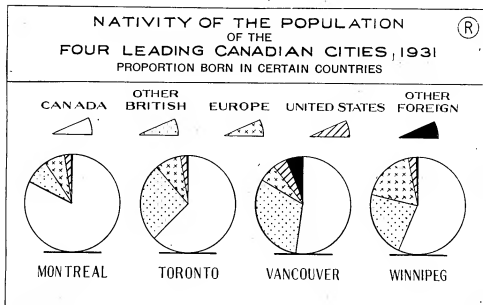 NATIVITY OF THE POPULATION
OF THE
FOUR LEADING CANADIAN CITIES, 1931
PROPORTION BORN IN CERTAIN COUNTRIES
R
CANADA OTHER BRITISH EUROPE UNITED STATES OTHER FOREIGN
MONTREAL TORONTO VANCOUVER WINNIPEG